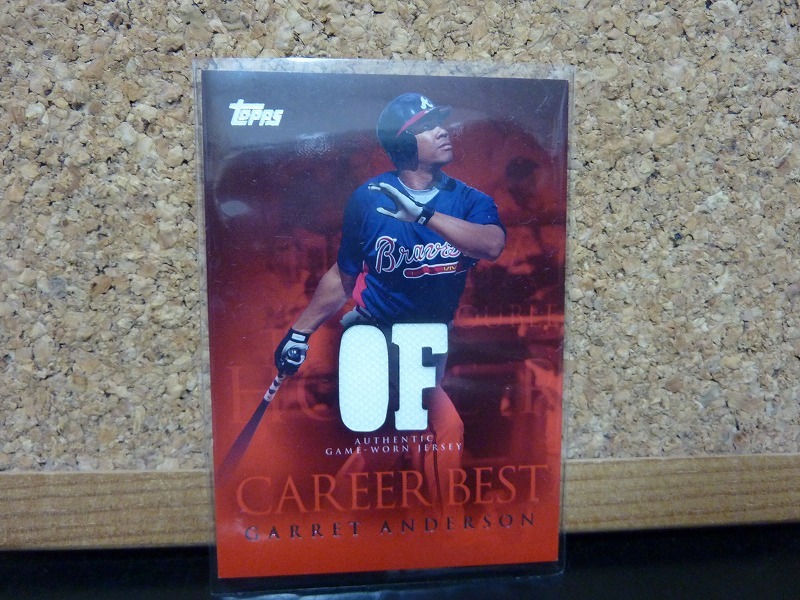 Topps
A
Braves
OF
AUTHENTIC
GAME-WORN JERSEY
CAREER BEST
GARRET ANDERSON